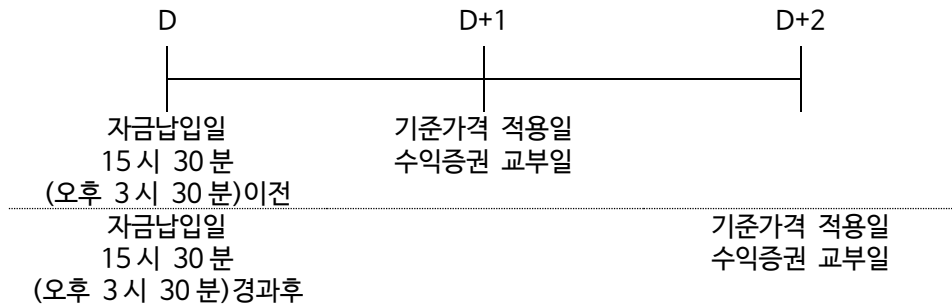 D D+1 D+2
자금납입일 기준가격 적용일
15시 30분 수익증권 교부일
(오후 3시 30분)이전
자금납입일 기준가격 적용일
15시 30분 수익증권 교부일
(오후 3시 30분)경과후